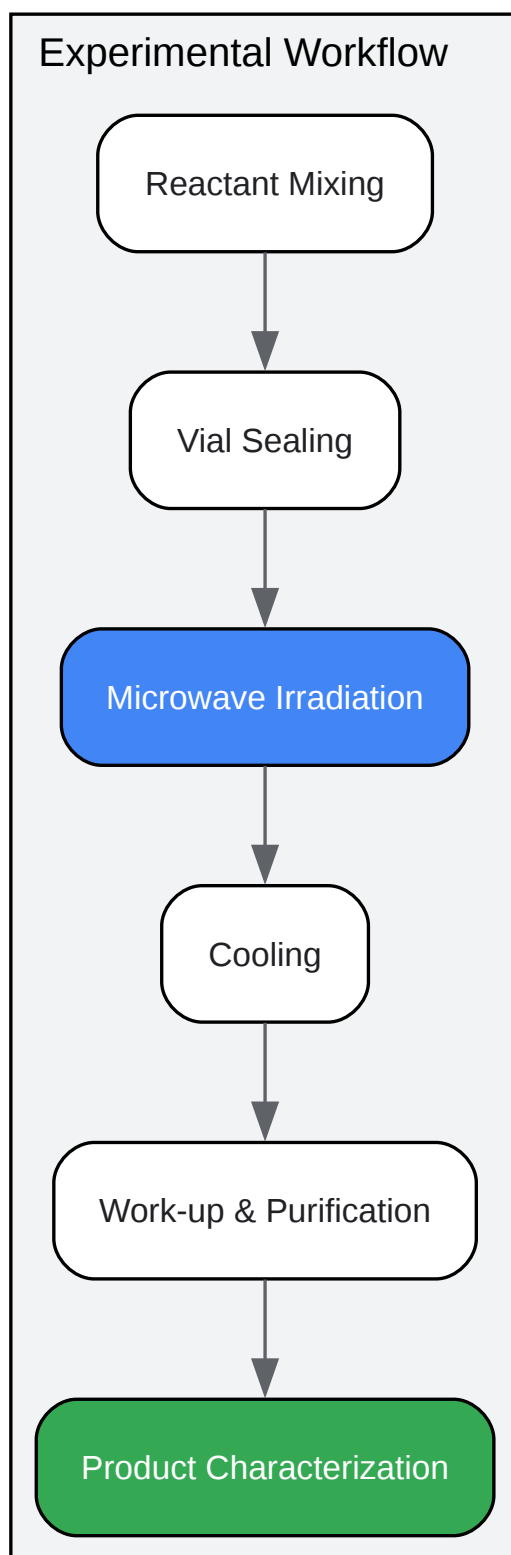 Experimental Workflow
Reactant Mixing
Vial Sealing
Microwave Irradiation
Cooling
Work-up & Purification
Product Characterization